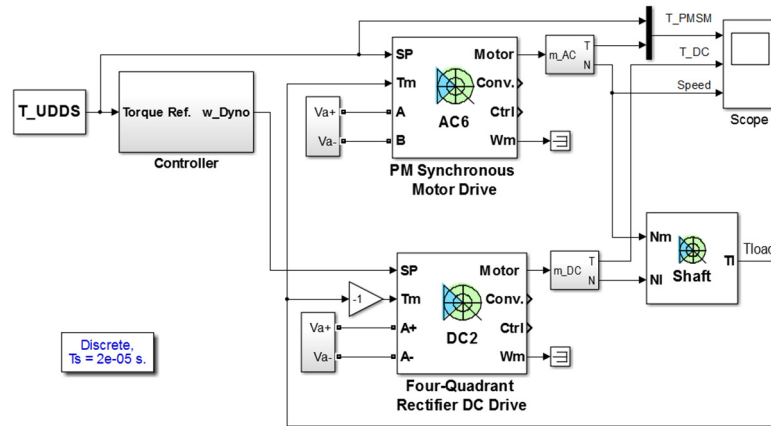 T_UDDS
Torque Ref.
w_Dyno
Controller
SP
Tm
A
B
Motor
Conv.
Ctrl
Wm
AC6
PM Synchronous
Motor Drive
Va+
Va-
m_AC
T
N
T_PMSM
T_DC
Speed
Scope
SP
Tm
A+
A-
Motor
Conv.
Ctrl
Wm
DC2
Four-Quadrant
Rectifier DC Drive
-1
Va+
Va-
m_DC
T
N
Nm
Nl
Tl
Shaft
Tload
Discrete,
Ts = 2e-05 s.